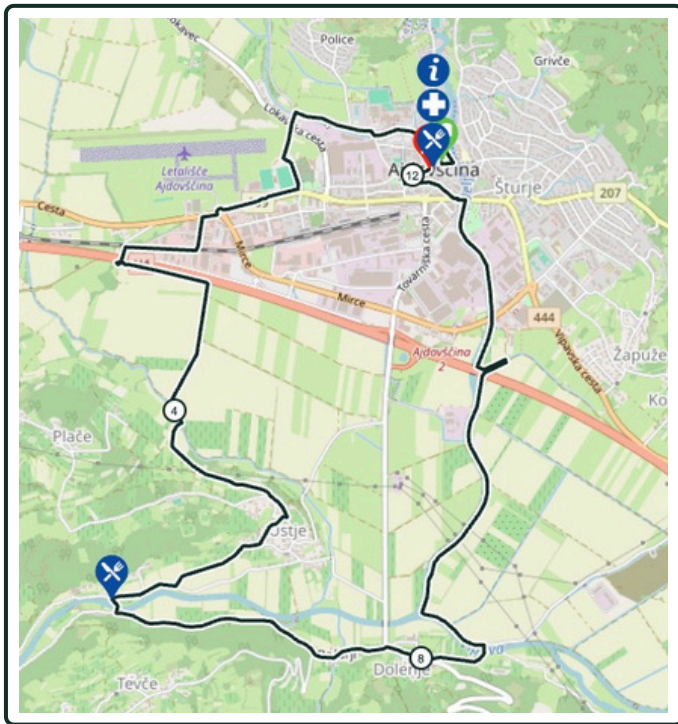 Police
Grivče
Lokavec
Lokavška cesta
i
Letališče
Ajdovščina
Ajdovščina
12
Šturje
207
Cesta
Mirce
Tovarniška cesta
Mirce
444
Vipavska cesta
Ajdovščina
2
Žapuže
4
Plače
Ustje
8
Dolenje
Tevče